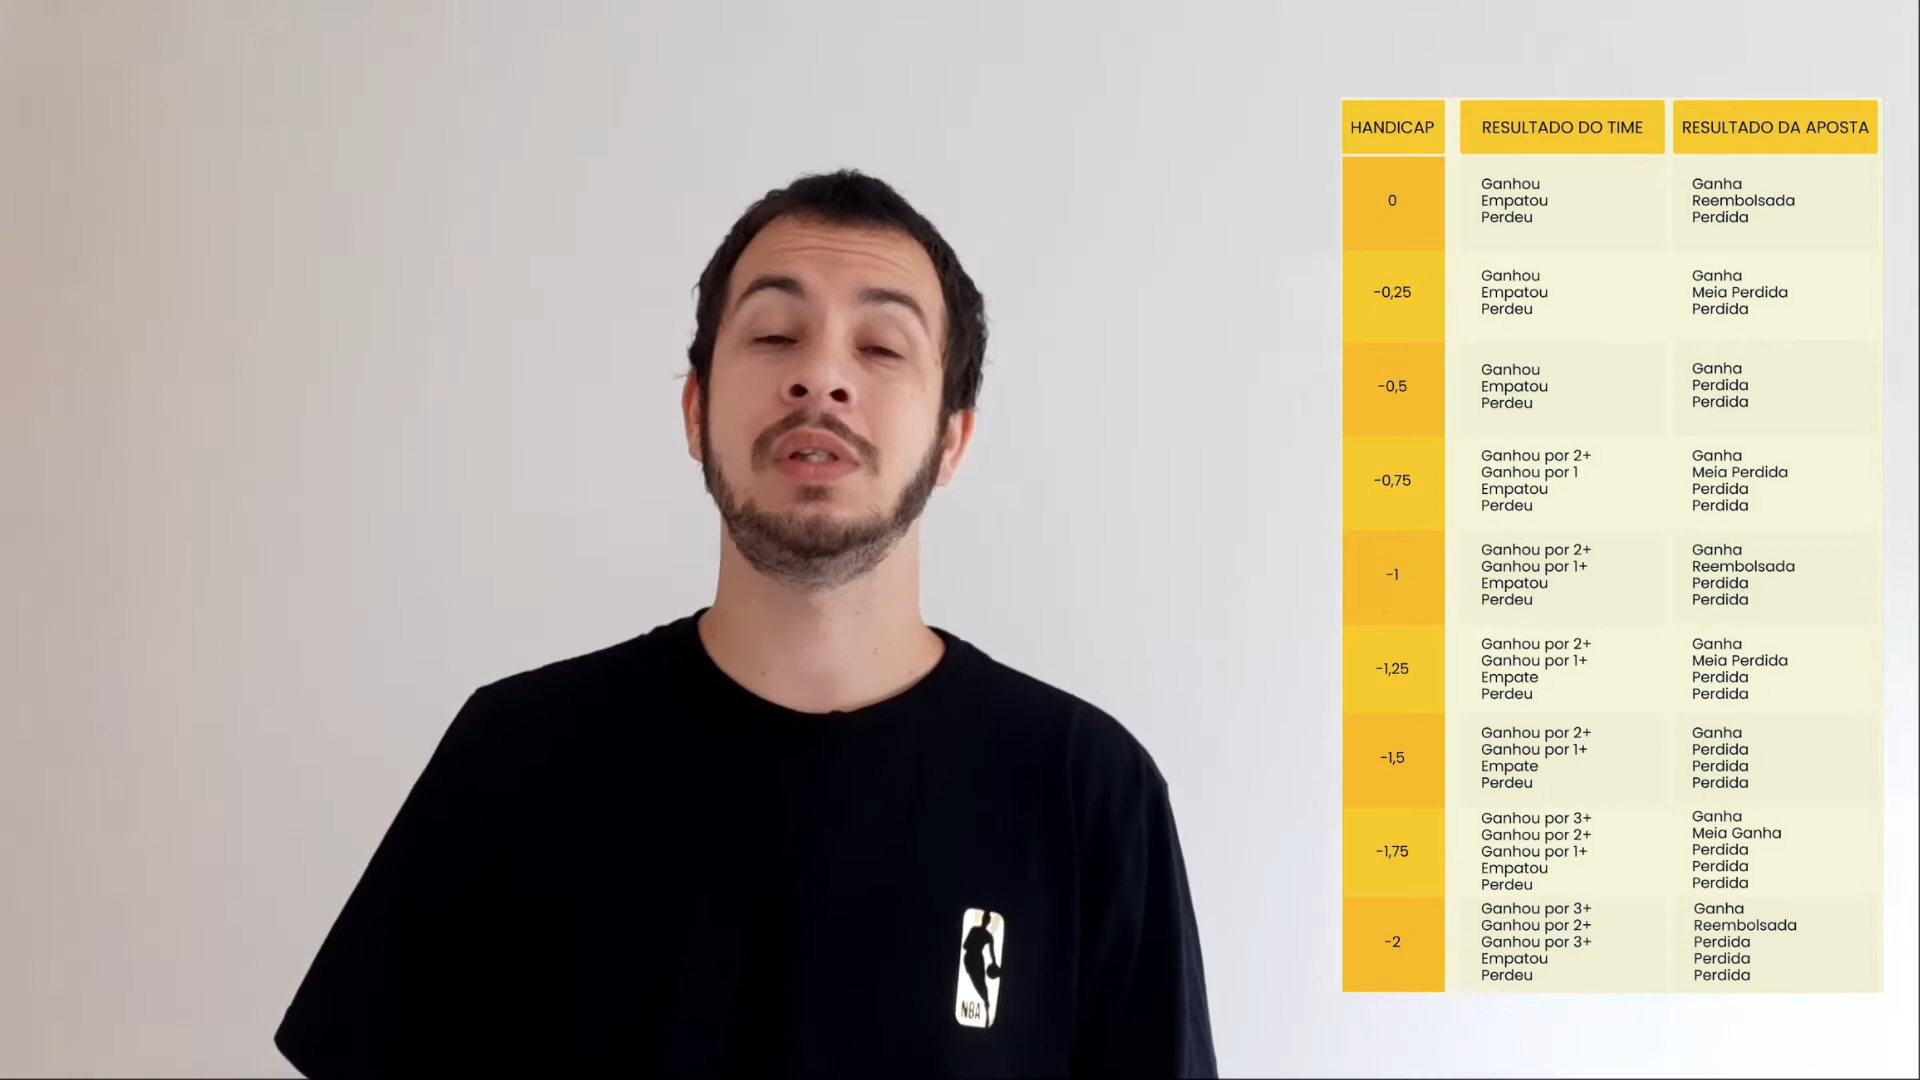 HANDICAP RESULTADO DO TIME RESULTADO DA APOSTA
0
Ganhou Ganha
Empatou Reembolsada
Perdeu Perdida
-0,25
Ganhou Ganha
Empatou Meia Perdida
Perdeu Perdida
-0,5
Ganhou Ganha
Empatou Perdida
Perdeu Perdida
-0,75
Ganhou por 2+ Ganha
Ganhou por 1 Meia Perdida
Empatou Perdida
Perdeu Perdida
-1
Ganhou por 2+ Ganha
Ganhou por 1+ Reembolsada
Empatou Perdida
Perdeu Perdida
-1,25
Ganhou por 2+ Ganha
Ganhou por 1+ Meia Perdida
Empate Perdida
Perdeu Perdida
-1,5
Ganhou por 2+ Ganha
Ganhou por 1+ Perdida
Empate Perdida
Perdeu Perdida
-1,75
Ganhou por 3+ Ganha
Ganhou por 2+ Meia Ganha
Ganhou por 1+ Perdida
Empatou Perdida
Perdeu Perdida
-2
Ganhou por 3+ Ganha
Ganhou por 2+ Reembolsada
Ganhou por 3+ Perdida
Empatou Perdida
Perdeu Perdida
NBA